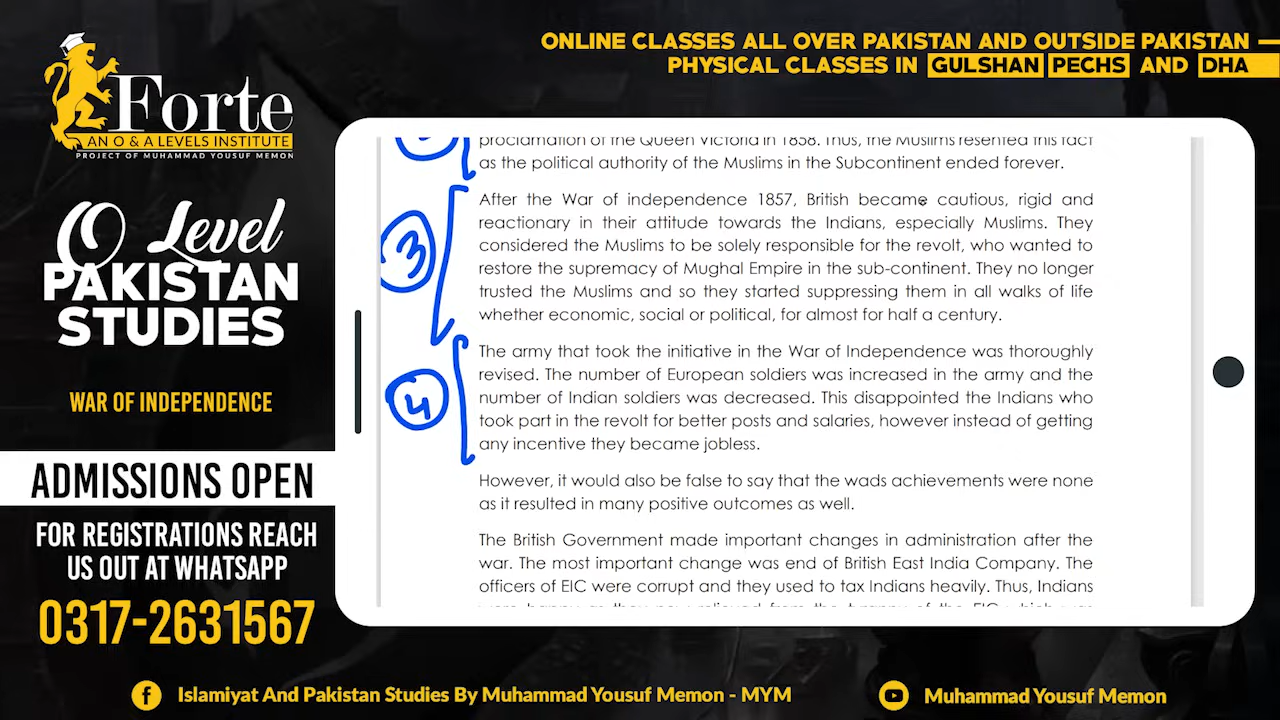 Forte
AN O & A LEVELS INSTITUTE
PROJECT OF MUHAMMAD YOUSUF MEMON
ONLINE CLASSES ALL OVER PAKISTAN AND OUTSIDE PAKISTAN
PHYSICAL CLASSES IN GULSHAN PECHS AND DHA
O Level
PAKISTAN
STUDIES
WAR OF INDEPENDENCE
ADMISSIONS OPEN
FOR REGISTRATIONS REACH
US OUT AT WHATSAPP
0317-2631567
proclamation of the Queen Victoria in 1858. Thus, the Muslims resented this fact
as the political authority of the Muslims in the Subcontinent ended forever.
3
After the War of independence 1857, British became cautious, rigid and
reactionary in their attitude towards the Indians, especially Muslims. They
considered the Muslims to be solely responsible for the revolt, who wanted to
restore the supremacy of Mughal Empire in the sub-continent. They no longer
trusted the Muslims and so they started suppressing them in all walks of life
whether economic, social or political, for almost for half a century.
4
The army that took the initiative in the War of Independence was thoroughly
revised. The number of European soldiers was increased in the army and the
number of Indian soldiers was decreased. This disappointed the Indians who
took part in the revolt for better posts and salaries, however instead of getting
any incentive they became jobless.
However, it would also be false to say that the wads achievements were none
as it resulted in many positive outcomes as well.
The British Government made important changes in administration after the
war. The most important change was end of British East India Company. The
officers of EIC were corrupt and they used to tax Indians heavily. Thus, Indians
Islamiyat And Pakistan Studies By Muhammad Yousuf Memon - MYM
Muhammad Yousuf Memon